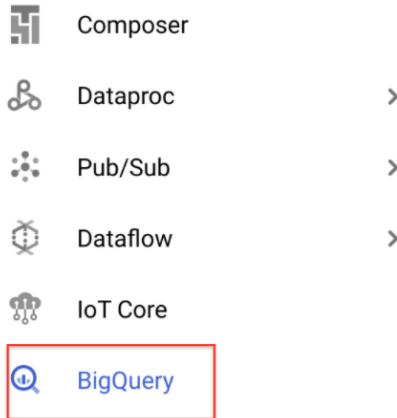 Composer
Dataproc
Pub/Sub
Dataflow
IoT Core
BigQuery